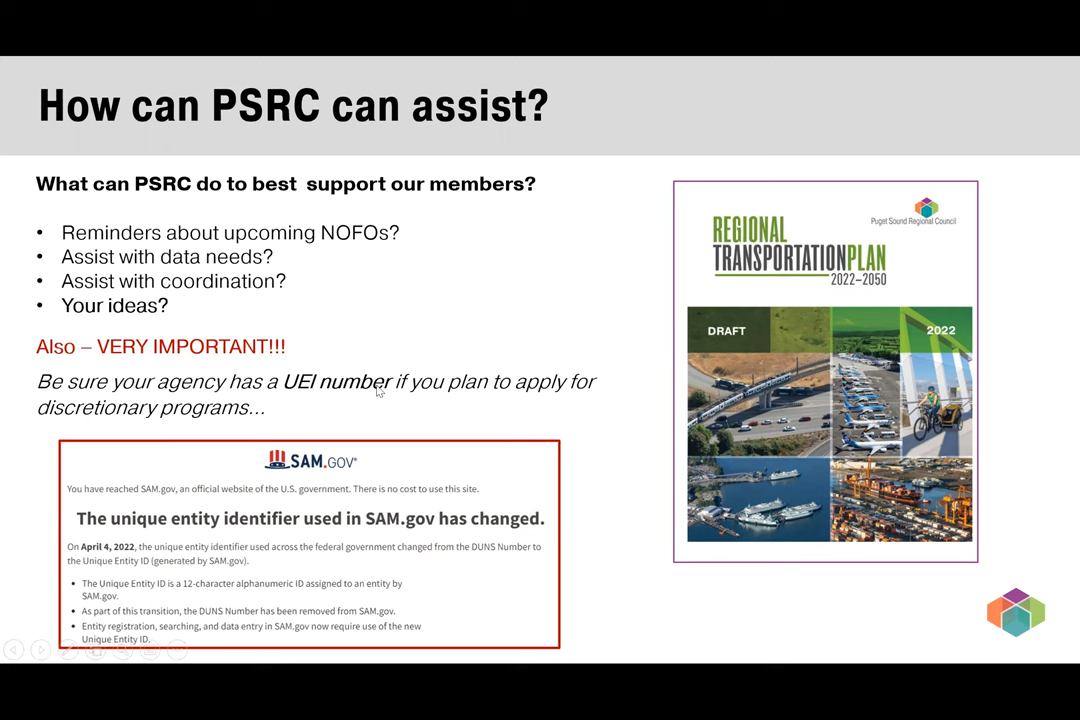 How can PSRC can assist?
What can PSRC do to best support our members?
• Reminders about upcoming NOFOs?
• Assist with data needs?
• Assist with coordination?
• Your ideas?
Also – VERY IMPORTANT!!!
Be sure your agency has a UEI number if you plan to apply for
discretionary programs...
SAM.GOV®
You have reached SAM.gov, an official website of the U.S. government. There is no cost to use this site.
The unique entity identifier used in SAM.gov has changed.
On April 4, 2022, the unique entity identifier used across the federal government changed from the DUNS Number to
the Unique Entity ID (generated by SAM.gov).
• The Unique Entity ID is a 12-character alphanumeric ID assigned to an entity by
SAM.gov.
• As part of this transition, the DUNS Number has been removed from SAM.gov.
• Entity registration, searching, and data entry in SAM.gov now require use of the new
Unique Entity ID.
Puget Sound Regional Council
REGIONAL
TRANSPORTATIONPLAN
2022–2050
DRAFT
2022